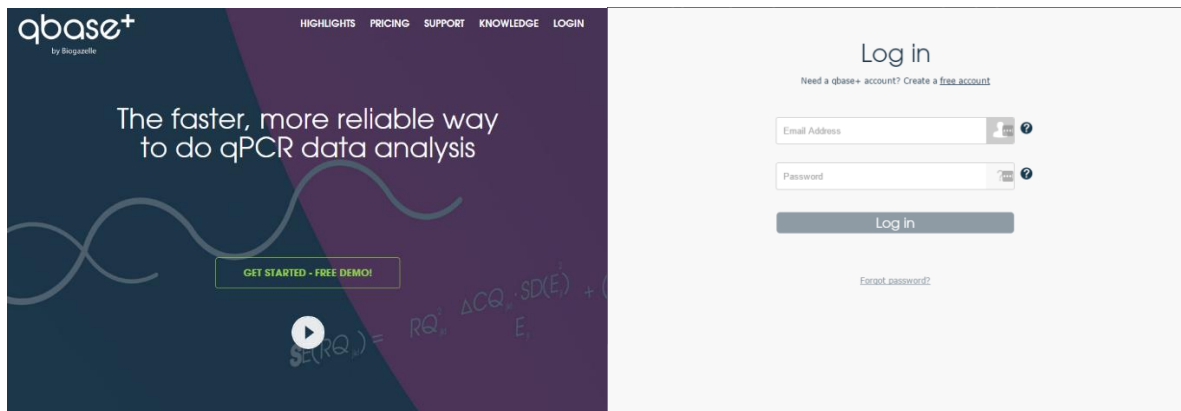 qbase+
by Biogazelle
HIGHLIGHTS PRICING SUPPORT KNOWLEDGE LOGIN
The faster, more reliable way
to do qPCR data analysis
GET STARTED - FREE DEMO!
Log in
Need a qbase+ account? Create a free account
Email Address
Password
Log in
Forgot password?